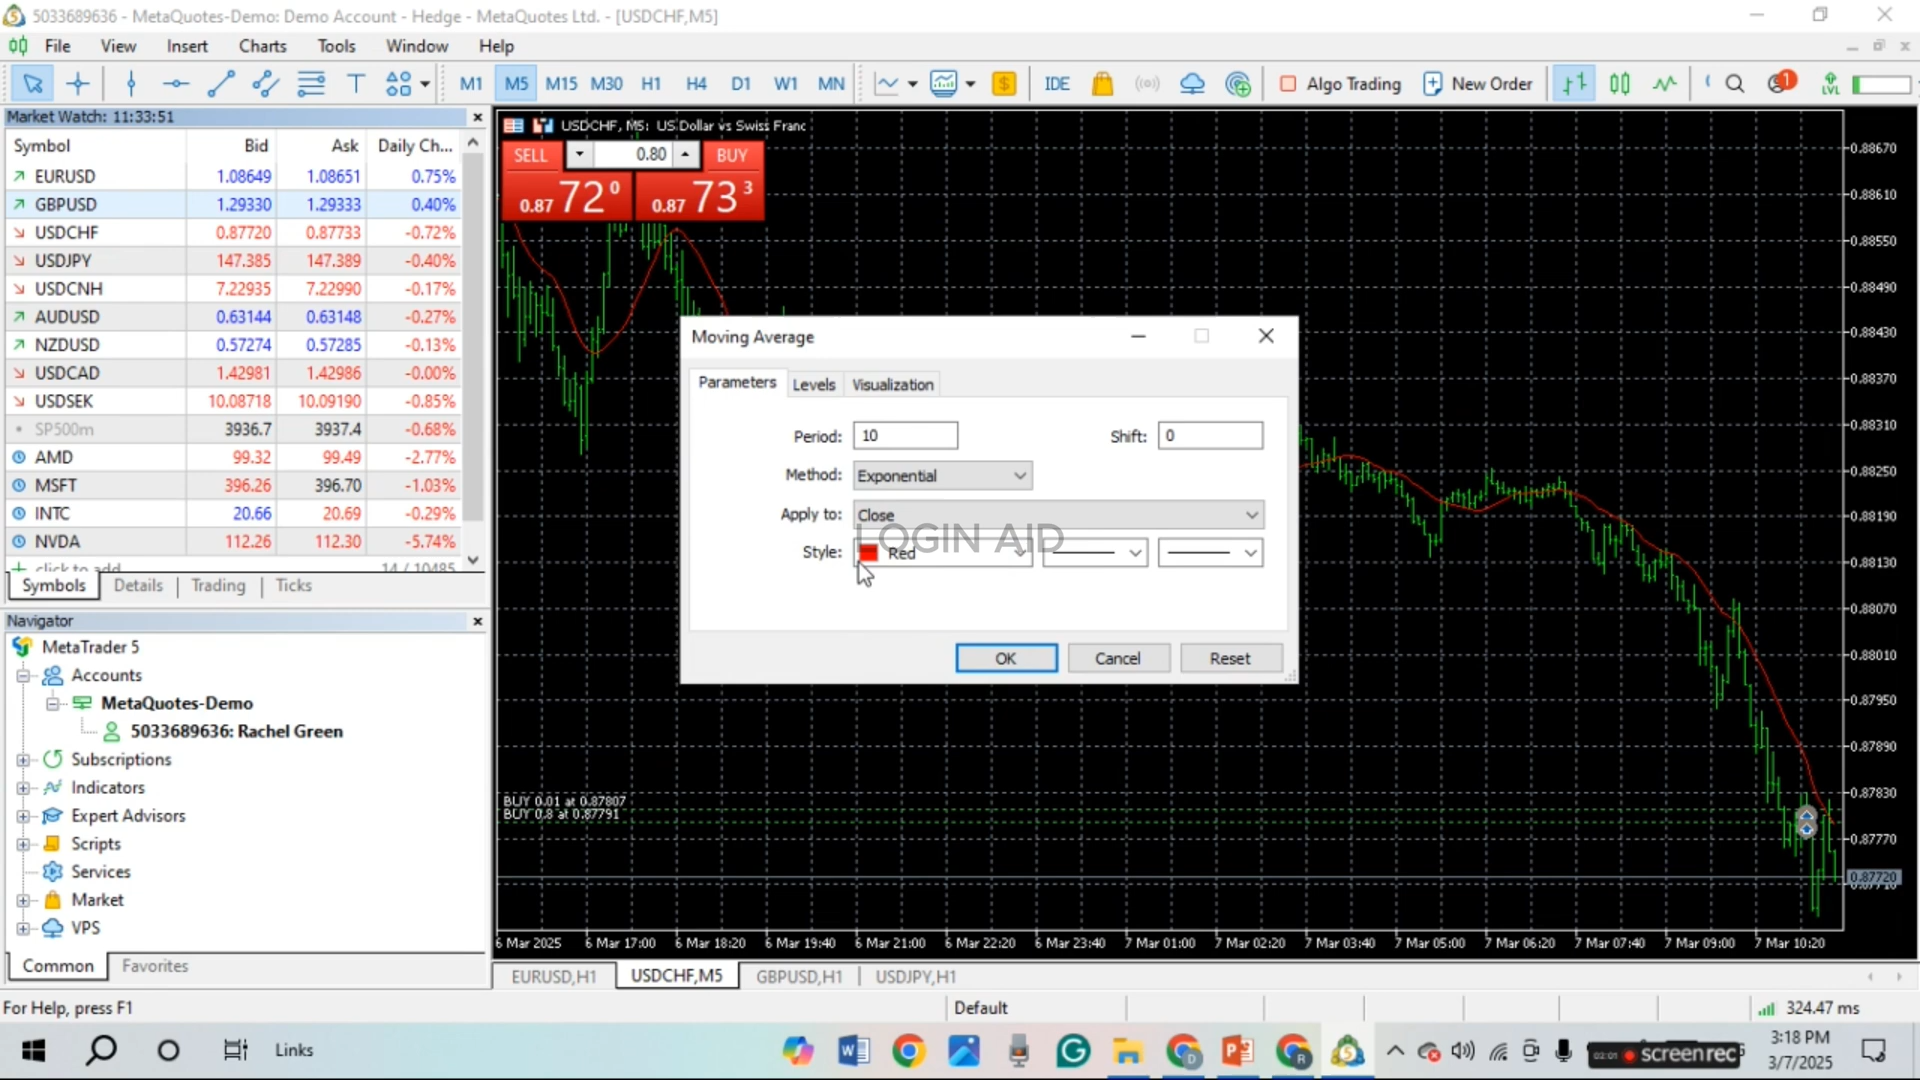 5033689636 - MetaQuotes-Demo: Demo Account - Hedge - MetaQuotes Ltd. - [USDCHF,M5]
File View Insert Charts Tools Window Help
M1 M5 M15 M30 H1 H4 D1 W1 MN IDE Algo Trading New Order 1 LVL
Market Watch: 11:33:51
Symbol Bid Ask Daily Ch...
EURUSD 1.08649 1.08651 0.75%
GBPUSD 1.29330 1.29333 0.40%
USDCHF 0.87720 0.87733 -0.72%
USDJPY 147.385 147.389 -0.40%
USDCNH 7.22935 7.22990 -0.17%
AUDUSD 0.63144 0.63148 -0.27%
NZDUSD 0.57274 0.57285 -0.13%
USDCAD 1.42981 1.42986 -0.00%
USDSEK 10.08718 10.09190 -0.85%
SP500m 3936.7 3937.4 -0.68%
AMD 99.32 99.49 -2.77%
MSFT 396.26 396.70 -1.03%
INTC 20.66 20.69 -0.29%
NVDA 112.26 112.30 -5.74%
click to add 14 / 10485
Symbols Details Trading Ticks
Navigator
MetaTrader 5
Accounts
MetaQuotes-Demo
5033689636: Rachel Green
Subscriptions
Indicators
Expert Advisors
Scripts
Services
Market
VPS
Common Favorites
USDCHF, M5: US Dollar vs Swiss Franc
SELL 0.80 BUY
0.87 72 0 0.87 73 3
Moving Average
Parameters Levels Visualization
Period: 10 Shift: 0
Method: Exponential
Apply to: Close
LOGIN AID
Style: Red
OK Cancel Reset
BUY 0.01 at 0.87807
BUY 0.8 at 0.87791
0.88670
0.88610
0.88550
0.88490
0.88430
0.88370
0.88310
0.88250
0.88190
0.88130
0.88070
0.88010
0.87950
0.87890
0.87830
0.87770
0.87720
6 Mar 2025 6 Mar 17:00 6 Mar 18:20 6 Mar 19:40 6 Mar 21:00 6 Mar 22:20 6 Mar 23:40 7 Mar 01:00 7 Mar 02:20 7 Mar 03:40 7 Mar 05:00 7 Mar 06:20 7 Mar 07:40 7 Mar 09:00 7 Mar 10:20
EURUSD,H1 USDCHF,M5 GBPUSD,H1 USDJPY,H1
For Help, press F1 Default 324.47 ms
Links
02:01 screenrec
3:18 PM
3/7/2025